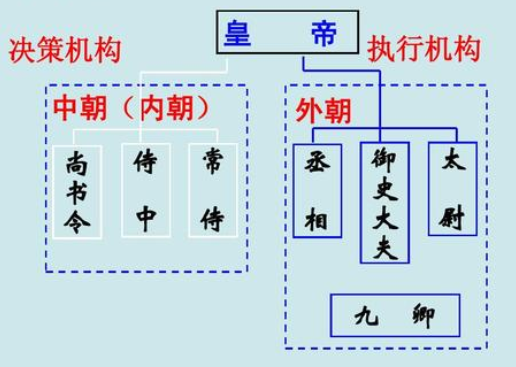 皇 帝
决策机构
执行机构
中朝（内朝）
外朝
尚书令
侍中
常侍
丞相
御史大夫
太尉
九卿